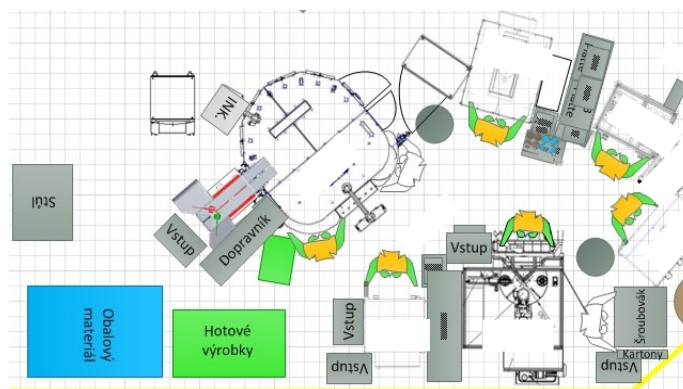 INK.
Stůl
Vstup
Dopravník
Vstup
Obalový
materiál
Hotové
výrobky
Vstup
Vstup
Šroubovák
Kartony
Vstup